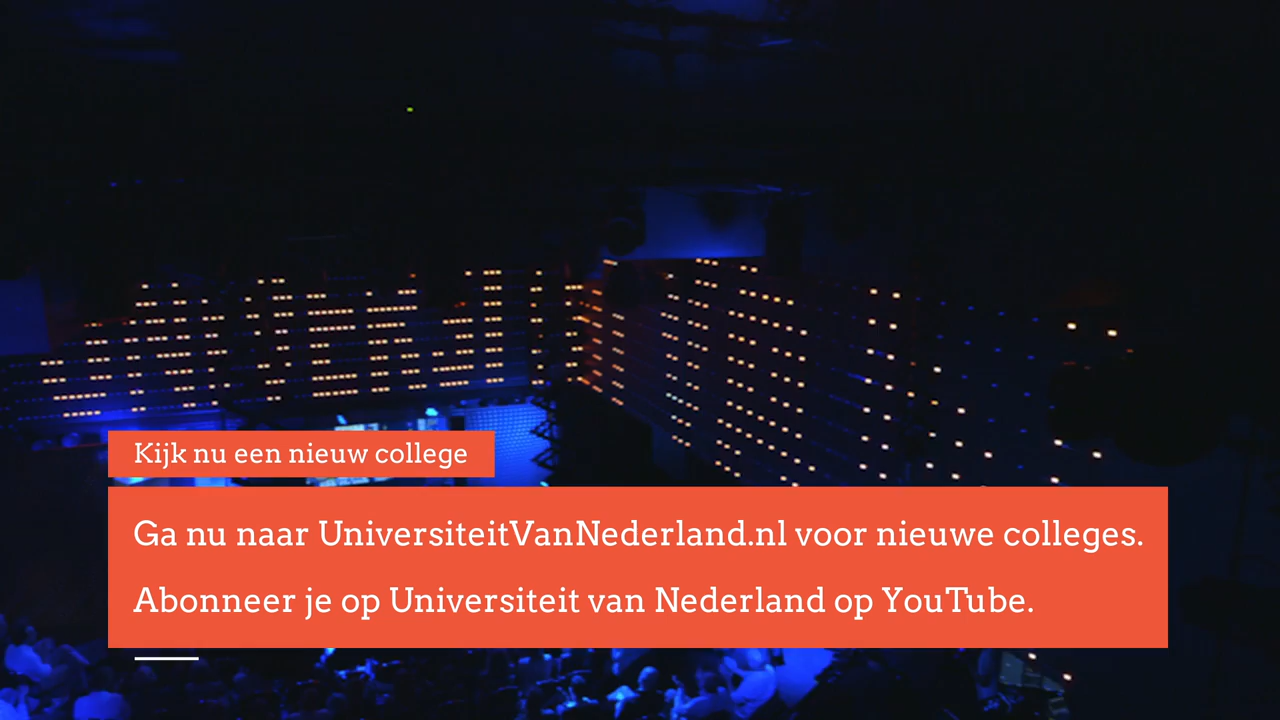 Kijk nu een nieuw college
Ga nu naar UniversiteitVanNederland.nl voor nieuwe colleges.
Abonneer je op Universiteit van Nederland op YouTube.